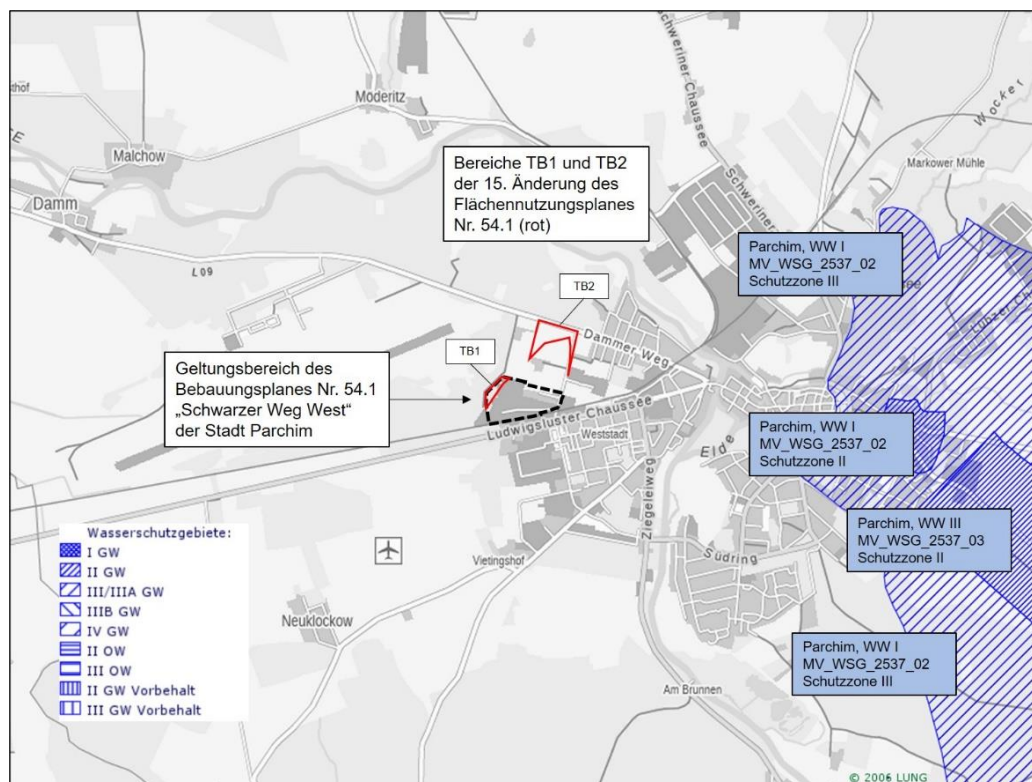 Moderitz
Malchow
Damm
L09
Schweriner Chaussee
Wocker
Markower Mühle
Bereiche TB1 und TB2
der 15. Änderung des
Flächennutzungsplanes
Nr. 54.1 (rot)
Parchim, WW I
MV_WSG_2537_02
Schutzzone III
TB2
Dammer Weg
TB1
Geltungsbereich des
Bebauungsplanes Nr. 54.1
„Schwarzer Weg West“
der Stadt Parchim
Ludwigsluster Chaussee
Weststadt
Elde
Ziegeleiweg
Parchim, WW I
MV_WSG_2537_02
Schutzzone II
Parchim, WW III
MV_WSG_2537_03
Schutzzone II
Südring
Vietingshof
Neuklockow
Am Brunnen
Parchim, WW I
MV_WSG_2537_02
Schutzzone III
Wasserschutzgebiete:
I GW
II GW
III/IIIA GW
IIIB GW
IV GW
II OW
III OW
II GW Vorbehalt
III GW Vorbehalt
© 2006 LUNG